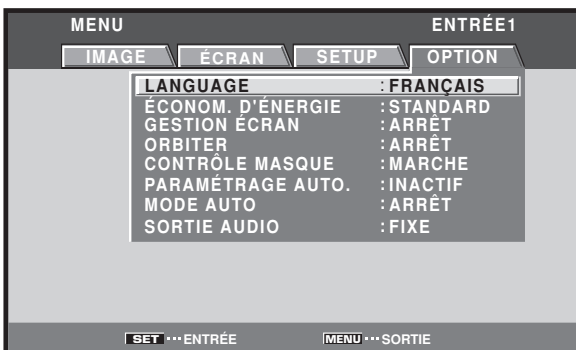 MENU ENTRÉE1
IMAGE ÉCRAN SETUP OPTION
LANGUAGE :FRANÇAIS
ÉCONOM. D'ÉNERGIE :STANDARD
GESTION ÉCRAN :ARRÊT
ORBITER :ARRÊT
CONTRÔLE MASQUE :MARCHE
PARAMÉTRAGE AUTO. :INACTIF
MODE AUTO :ARRÊT
SORTIE AUDIO :FIXE
SET ···ENTRÉE MENU ···SORTIE